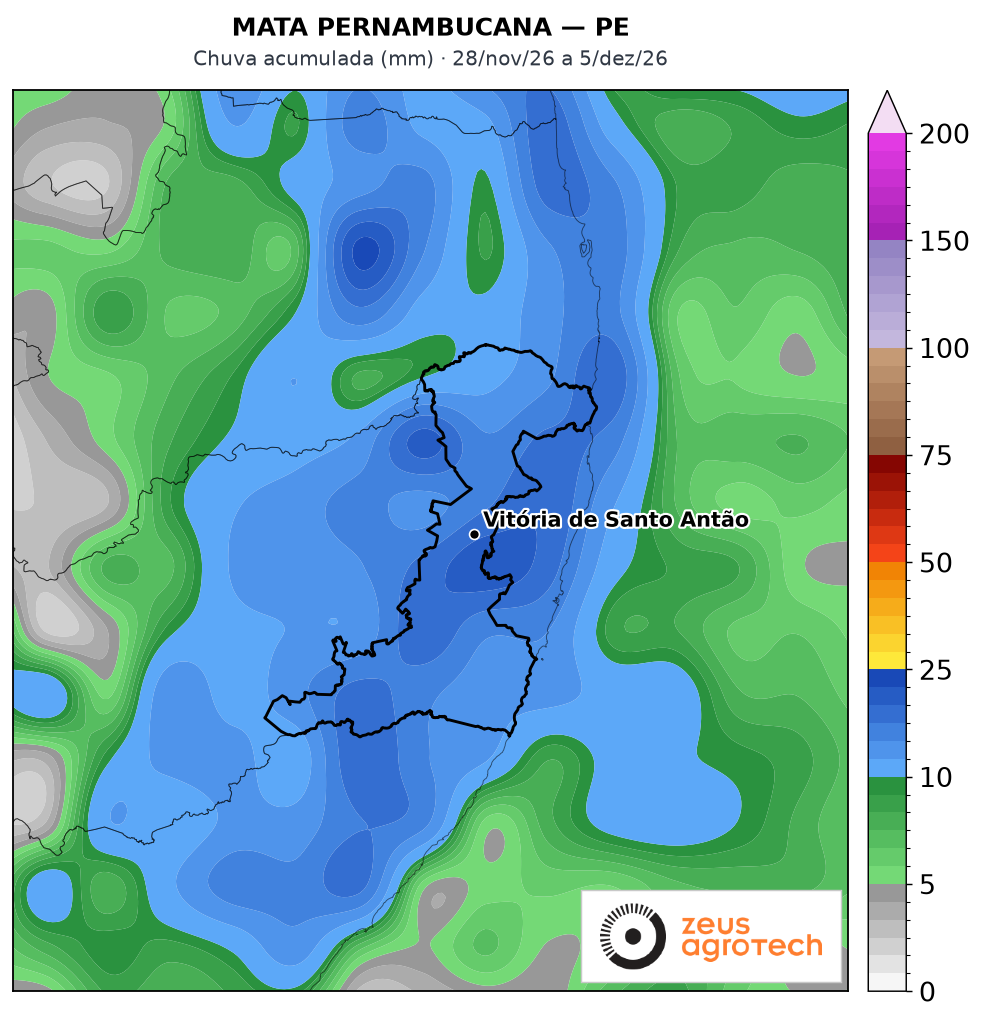 MATA PERNAMBUCANA — PE
Chuva acumulada (mm) · 28/nov/26 a 5/dez/26
200
150
100
75
50
25
10
5
0
Vitória de Santo Antão
zeus
agrotech